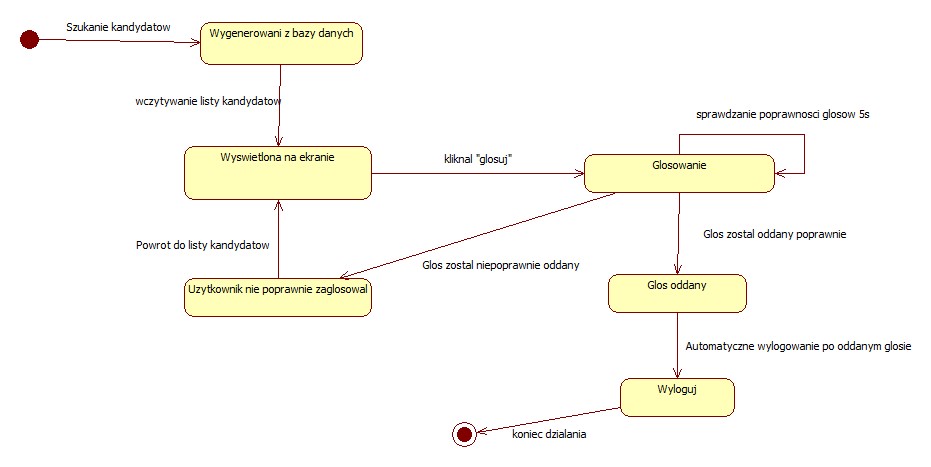 Szukanie kandydatow
Wygenerowani z bazy danych
wczytywanie listy kandydatow
sprawdzanie poprawnosci glosow 5s
Wyswietlona na ekranie
kliknal "glosuj"
Glosowanie
Glos zostal oddany poprawnie
Powrot do listy kandydatow
Glos zostal niepoprawnie oddany
Uzytkownik nie poprawnie zaglosowal
Glos oddany
Automatyczne wylogowanie po oddanym glosie
Wyloguj
koniec dzialania